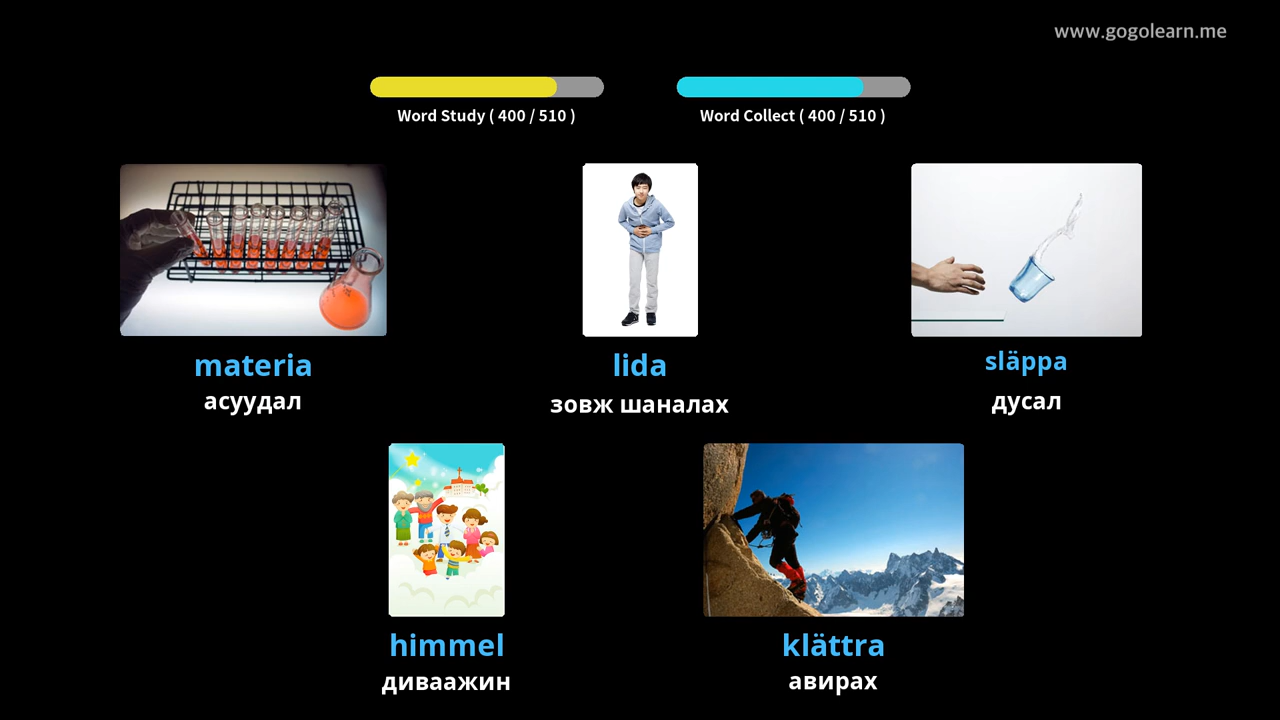 www.gogolearn.me
Word Study ( 400 / 510 )
Word Collect ( 400 / 510 )
materia
асуудал
lida
зовж шаналах
släppa
дусал
himmel
диваажин
klättra
авирах